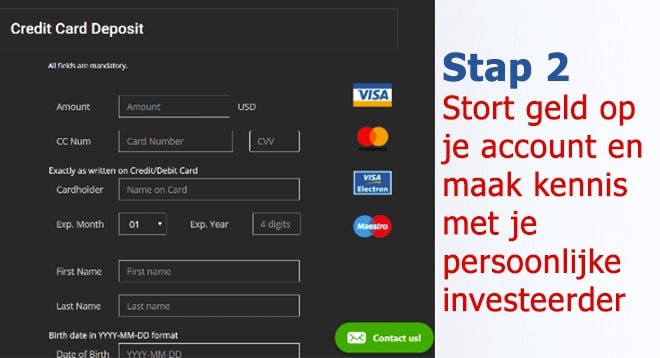 Credit Card Deposit
All fields are mandatory.
Amount Amount USD
VISA
CC Num Card Number CVV
mastercard
Exactly as written on Credit/Debit Card
Cardholder Name on Card
VISA
Electron
Exp. Month 01 Exp. Year 4 digits
Maestro
First Name First name
Last Name Last name
Birth date in YYYY-MM-DD format
Date of Birth YYYY-MM-DD
Contact us!
Stap 2
Stort geld op
je account en
maak kennis
met je
persoonlijke
investeerder